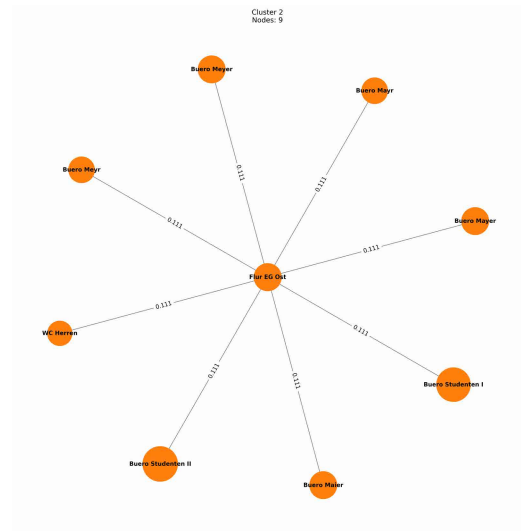 Cluster 2
Nodes: 9
Buero Meyer
Buero Mayr
0.111
Buero Meyr
0.111
0.111
Buero Mayer
0.111
Flur EG Ost
0.111
WC Herren
0.111
0.111
Buero Studenten I
0.111
Buero Studenten II
Buero Maier